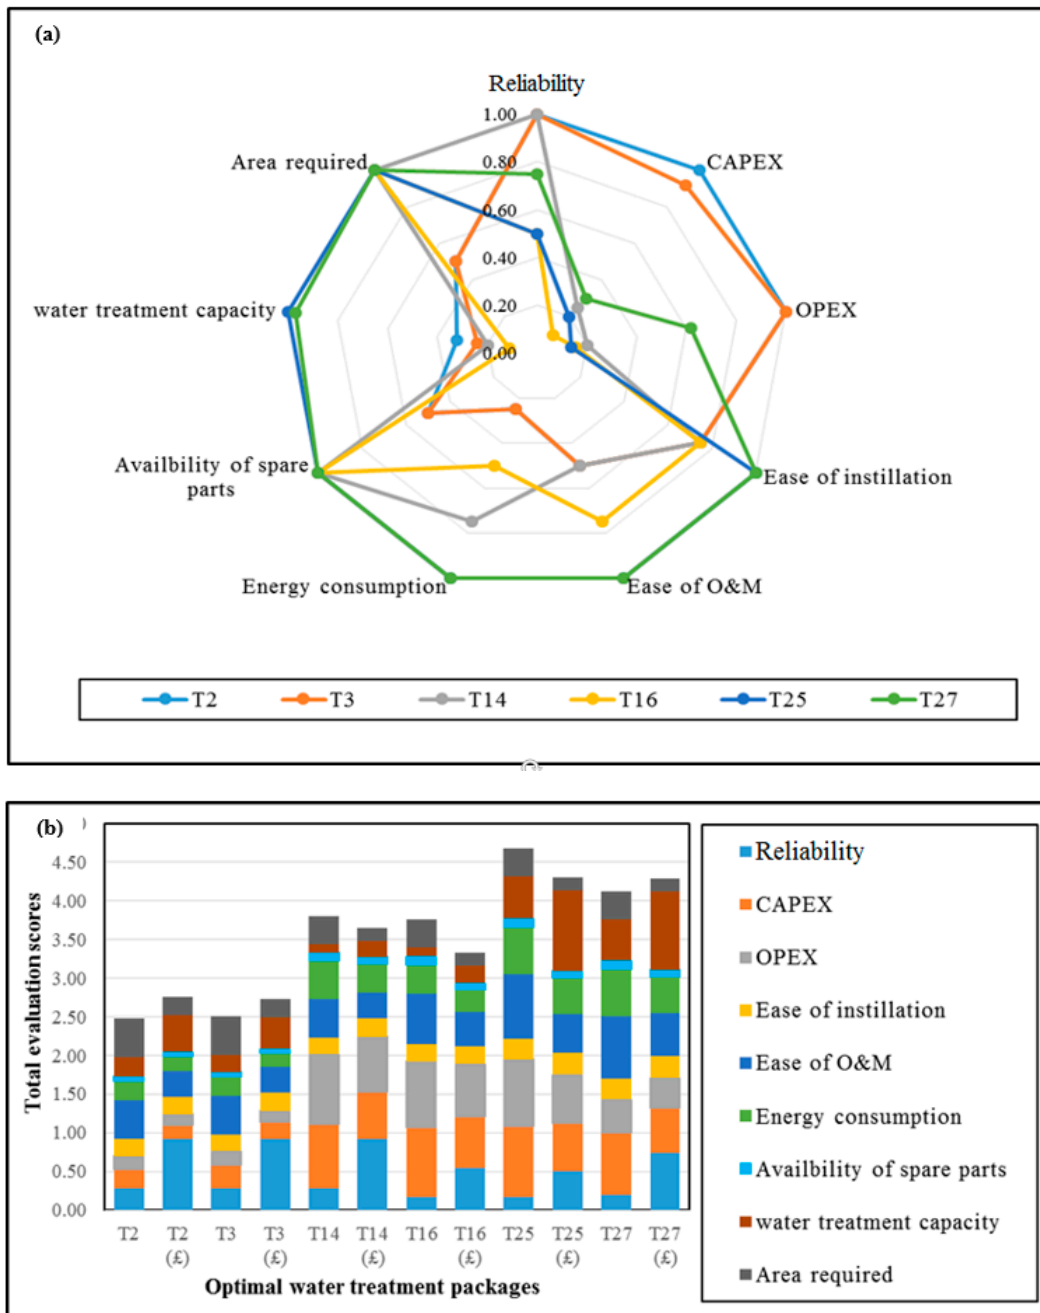 (a)
Reliability
1.00
Area required
0.80
CAPEX
0.60
0.40
water treatment capacity
0.20
OPEX
0.00
Availbility of spare
parts
Ease of instillation
Energy consumption
Ease of O&M
T2 T3 T14 T16 T25 T27
(b)
4.50
4.00
3.50
3.00
2.50
2.00
1.50
1.00
0.50
0.00
Total evaluation scores
T2 T2 (£) T3 T3 (£) T14 T14 (£) T16 T16 (£) T25 T25 (£) T27 T27 (£)
Optimal water treatment packages
Reliability
CAPEX
OPEX
Ease of instillation
Ease of O&M
Energy consumption
Availbility of spare parts
water treatment capacity
Area required